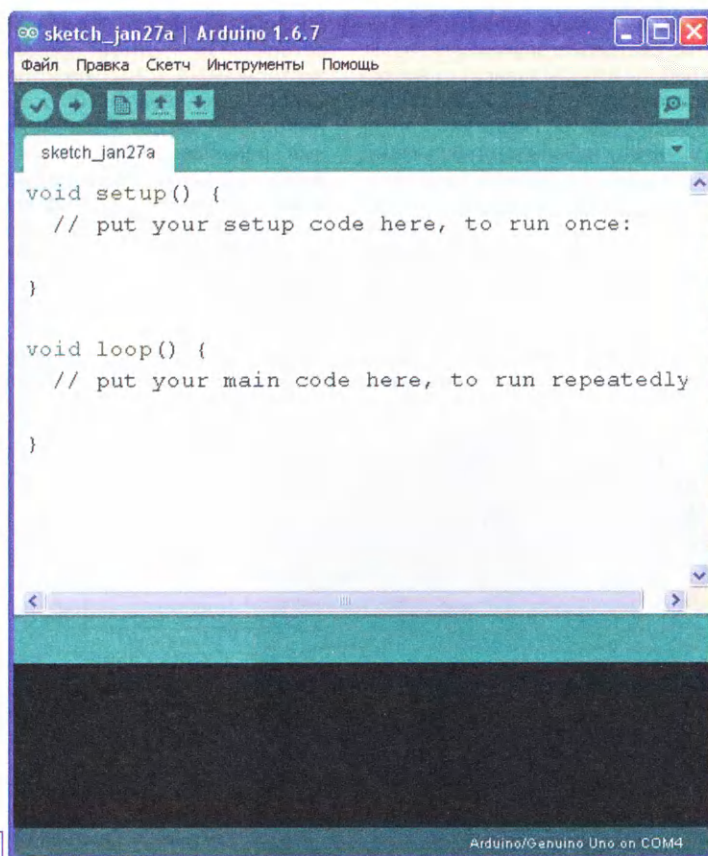 sketch_jan27a | Arduino 1.6.7
Файл Правка Скетч Инструменты Помощь
sketch_jan27a
void setup() {
  // put your setup code here, to run once:
}
void loop() {
  // put your main code here, to run repeatedly
}
Arduino/Genuino Uno on COM4